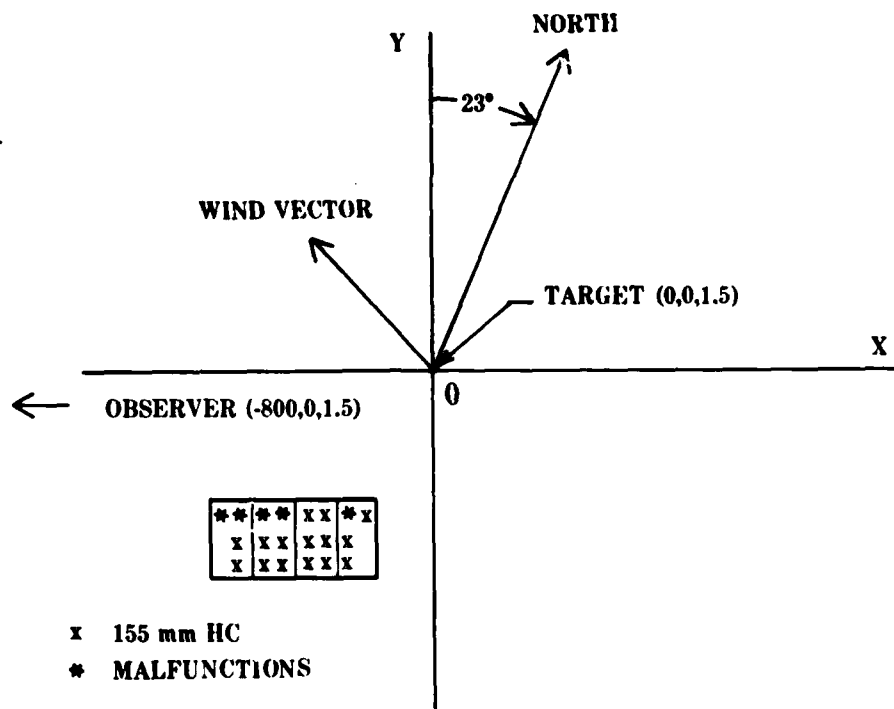 NORTH
Y
23°
WIND VECTOR
TARGET (0,0,1.5)
X
0
OBSERVER (-800,0,1.5)
* * * * x x * x
x x x x x x
x x x x x x
x 155 mm HC
* MALFUNCTIONS